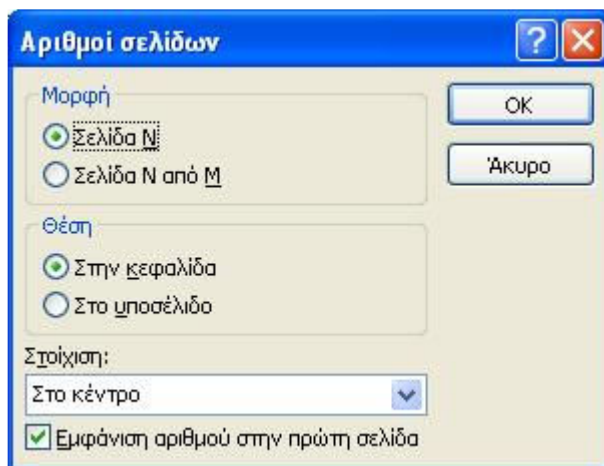 Αριθμοί σελίδων
Μορφή
Σελίδα N
Σελίδα N από M
Θέση
Στην κεφαλίδα
Στο υποσέλιδο
Στοίχιση:
Στο κέντρο
Εμφάνιση αριθμού στην πρώτη σελίδα
OK
Άκυρο